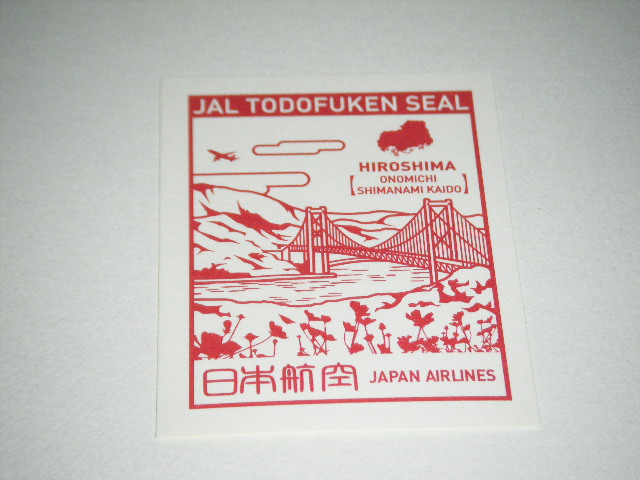 JAL TODOFUKEN SEAL
HIROSHIMA
【ONOMICHI
SHIMANAMI KAIDO】
日本航空 JAPAN AIRLINES